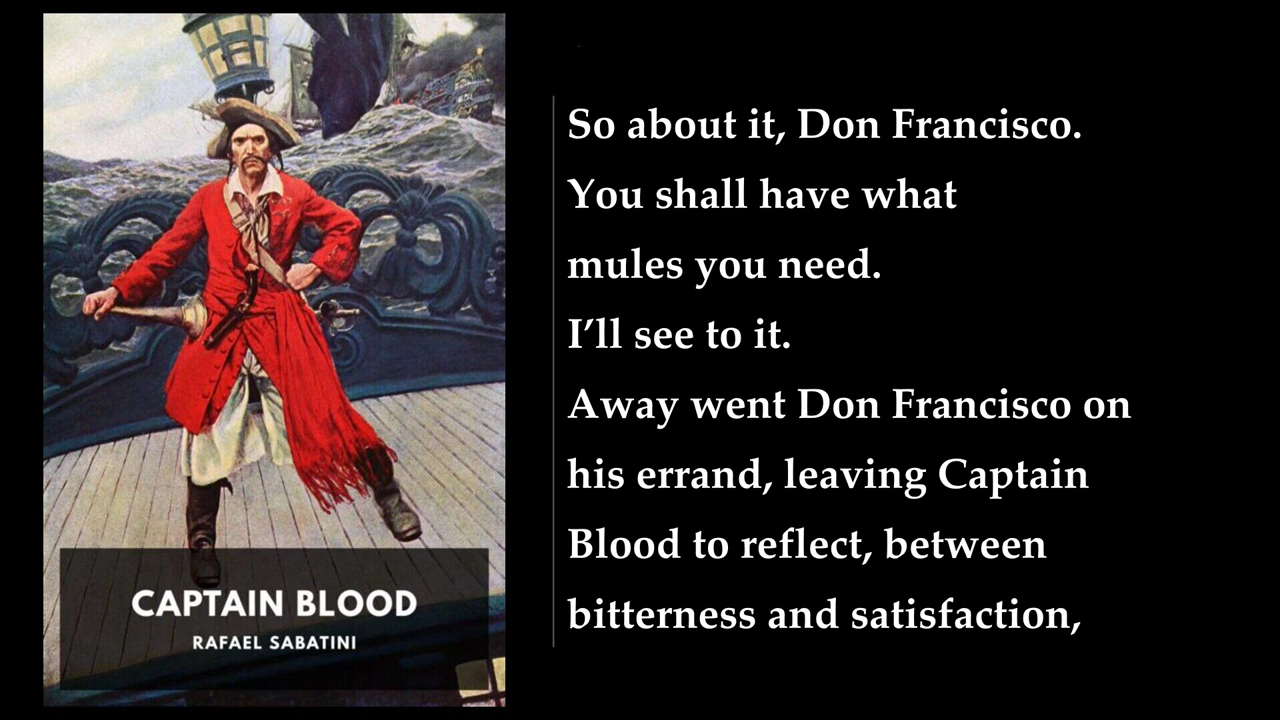 CAPTAIN BLOOD
RAFAEL SABATINI
So about it, Don Francisco.
You shall have what
mules you need.
I’ll see to it.
Away went Don Francisco on
his errand, leaving Captain
Blood to reflect, between
bitterness and satisfaction,